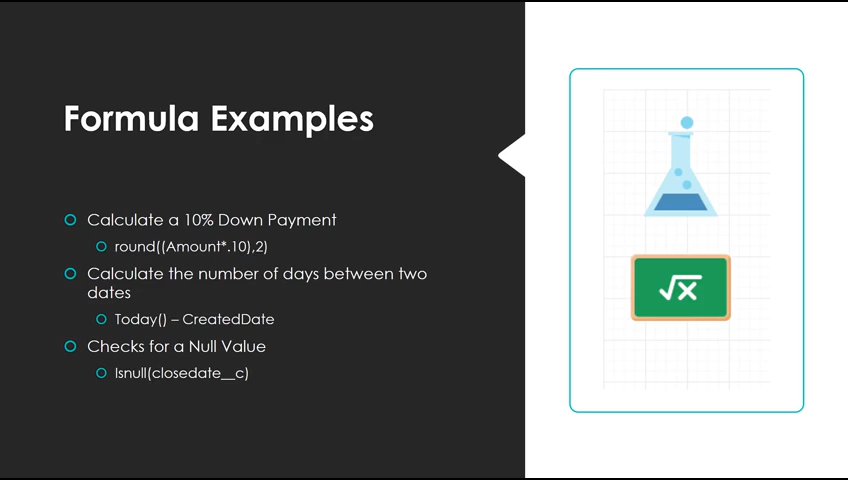 Formula Examples
Calculate a 10% Down Payment
round((Amount*.10),2)
Calculate the number of days between two
dates
Today() – CreatedDate
Checks for a Null Value
Isnull(closedate__c)
√x